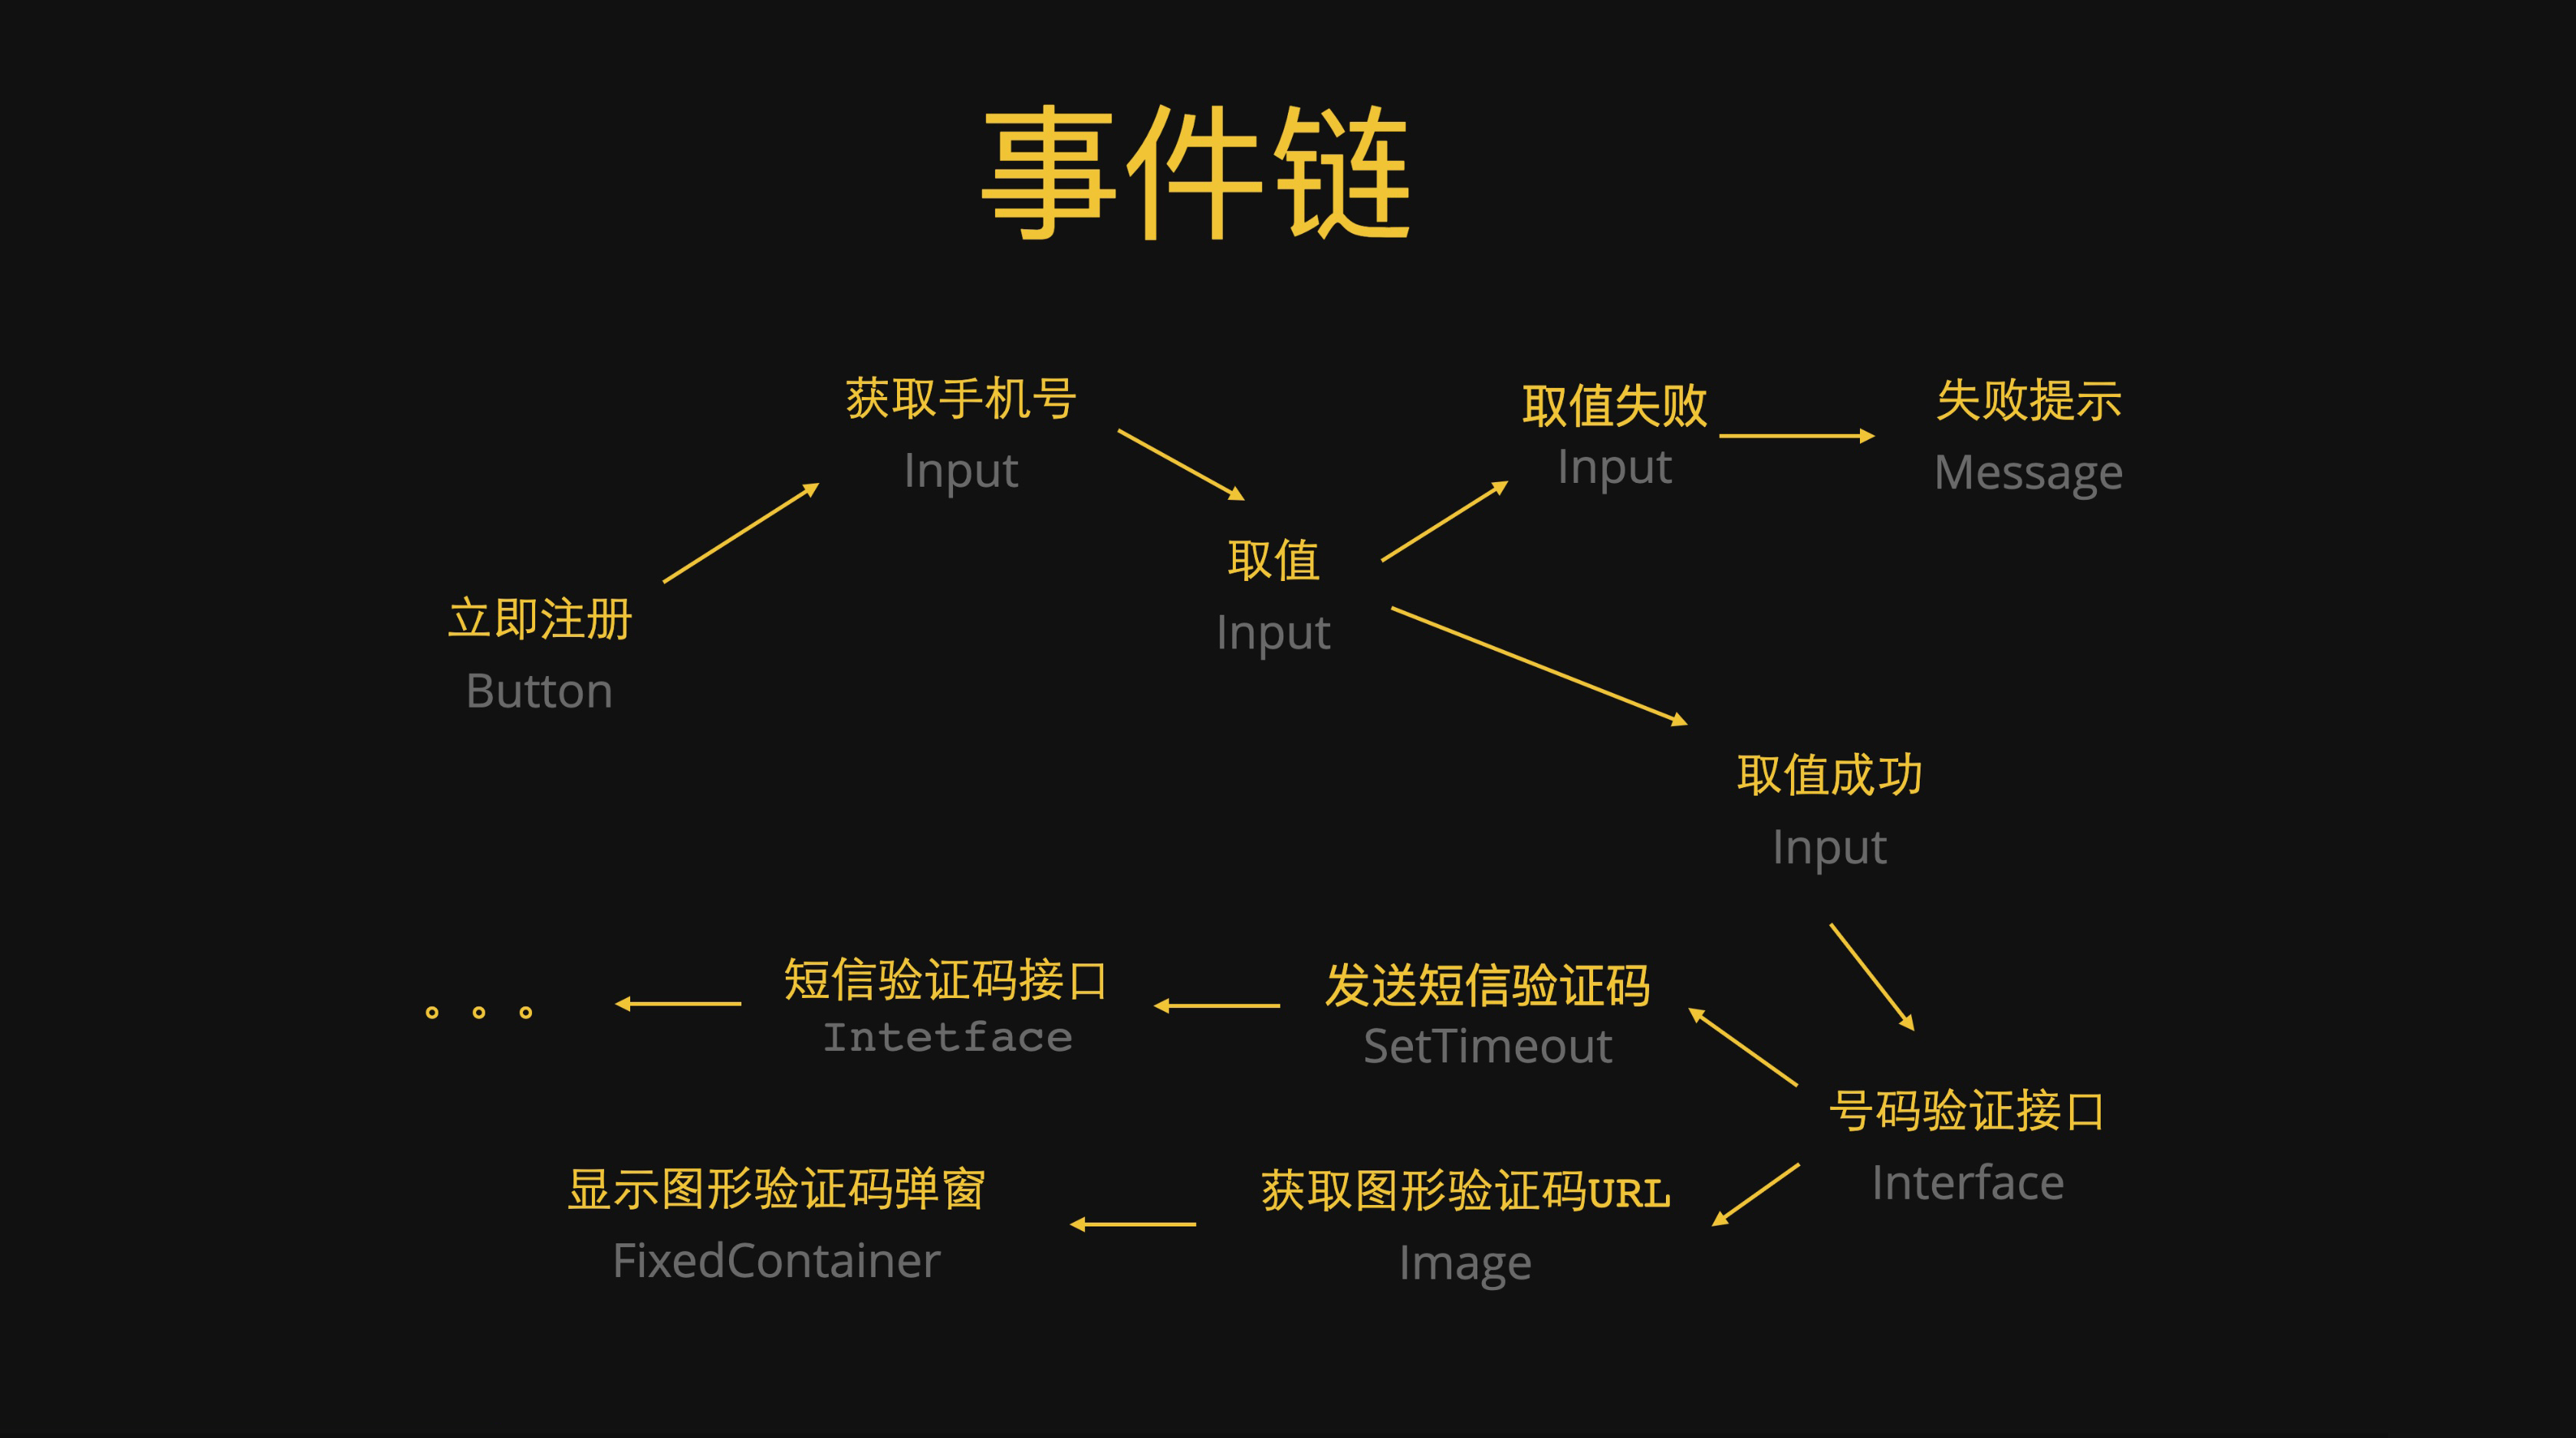 事件链
获取手机号
Input
取值失败
Input
失败提示
Message
取值
Input
立即注册
Button
取值成功
Input
短信验证码接口
Intetface
发送短信验证码
SetTimeout
。。。
号码验证接口
Interface
显示图形验证码弹窗
FixedContainer
获取图形验证码URL
Image